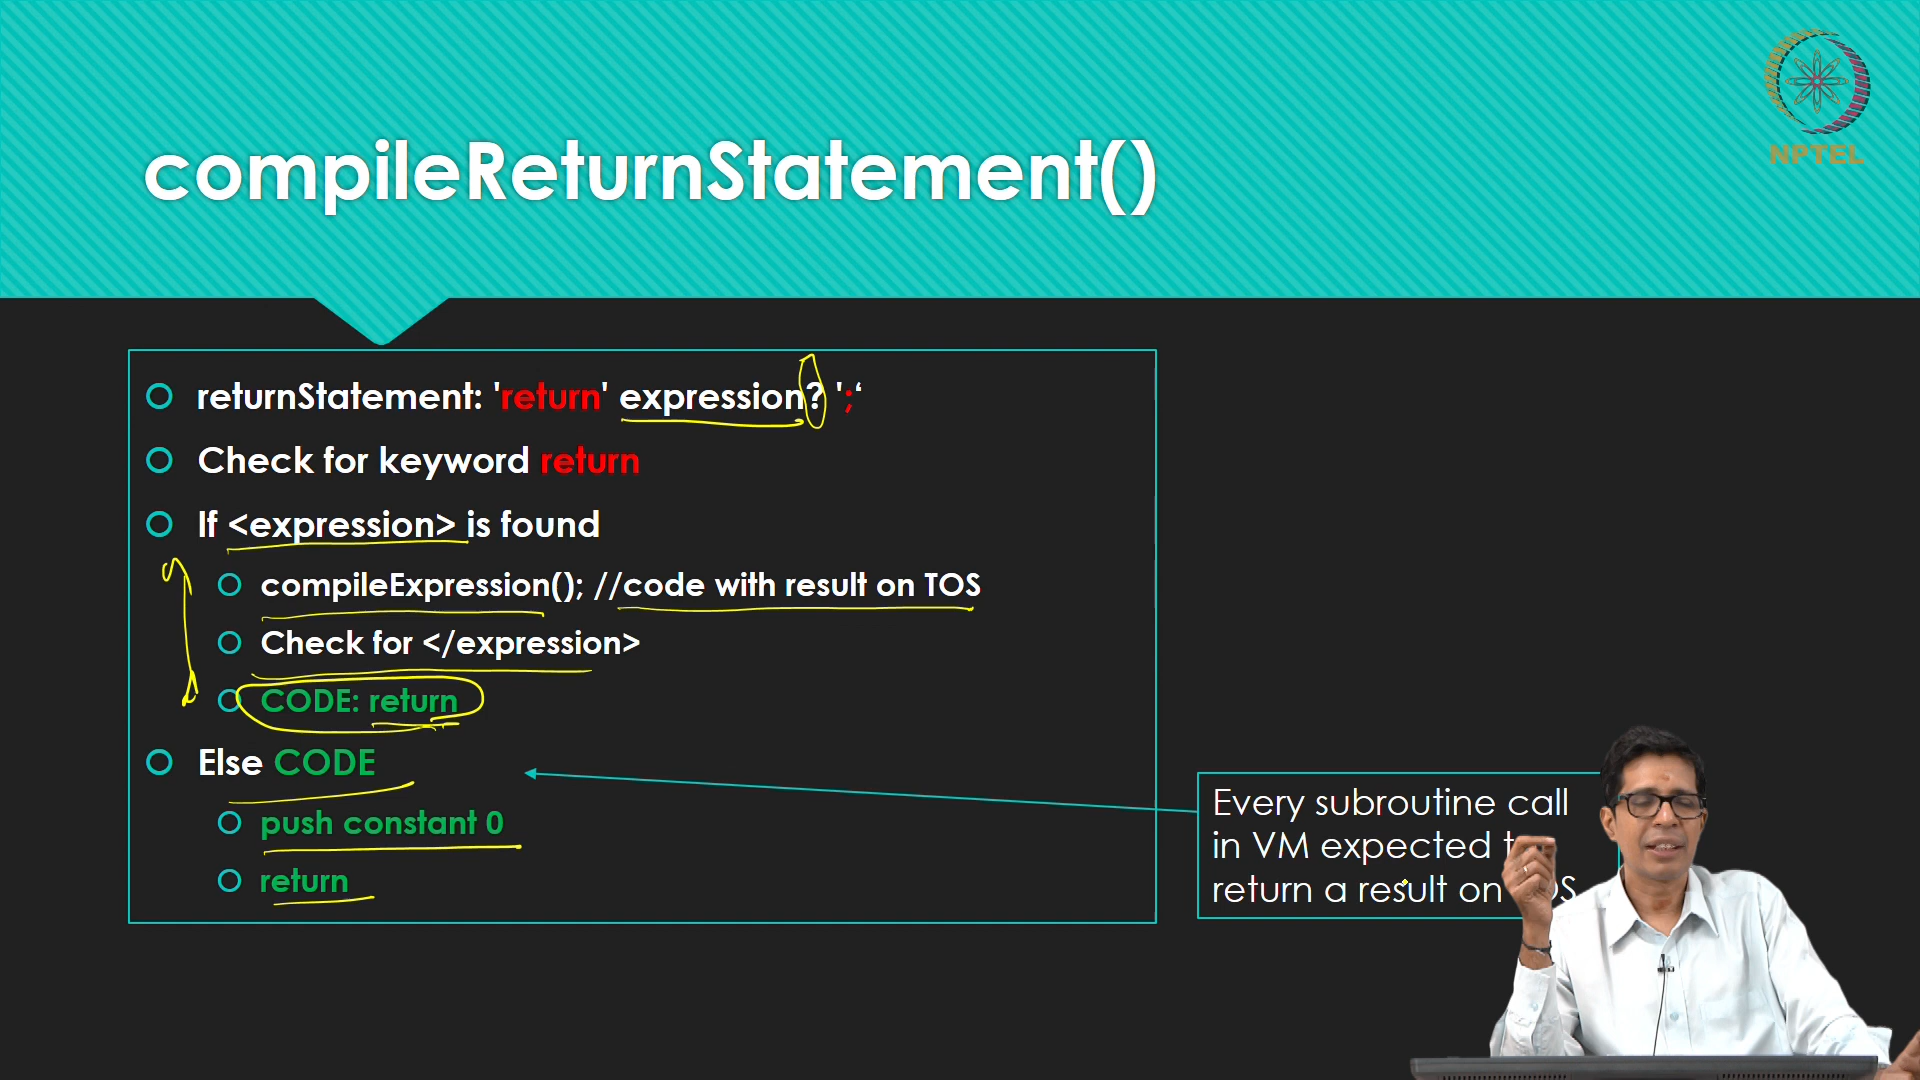 NPTEL
compileReturnStatement()
returnStatement: 'return' expression? ';‘
Check for keyword return
If <expression> is found
compileExpression(); //code with result on TOS
Check for </expression>
CODE: return
Else CODE
push constant 0
return
Every subroutine call
in VM expected
return a result on